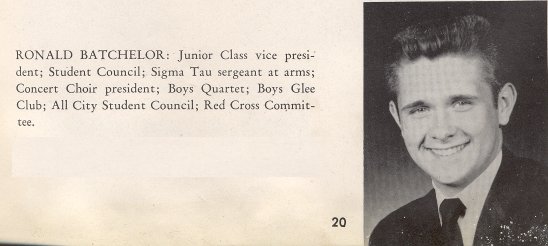 RONALD BATCHELOR: Junior Class vice presi-
dent; Student Council; Sigma Tau sergeant at arms;
Concert Choir president; Boys Quartet; Boys Glee
Club; All City Student Council; Red Cross Commit-
tee.
20